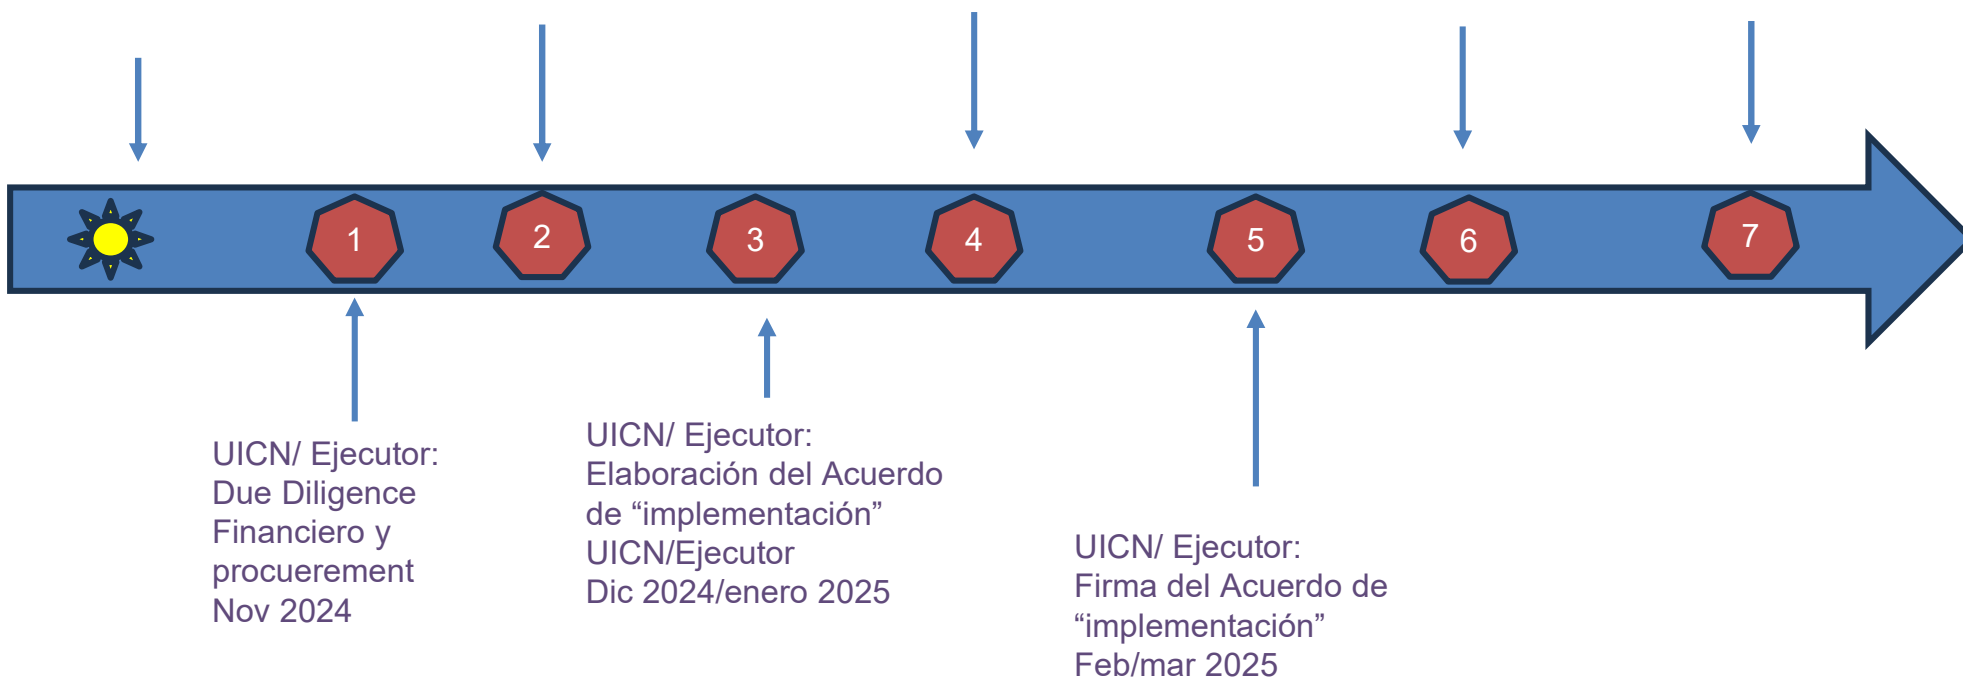 1
2
3
4
5
6
7
UICN/ Ejecutor:
Due Diligence
Financiero y
procuerement
Nov 2024
UICN/ Ejecutor:
Elaboración del Acuerdo
de “implementación”
UICN/Ejecutor
Dic 2024/enero 2025
UICN/ Ejecutor:
Firma del Acuerdo de
“implementación”
Feb/mar 2025